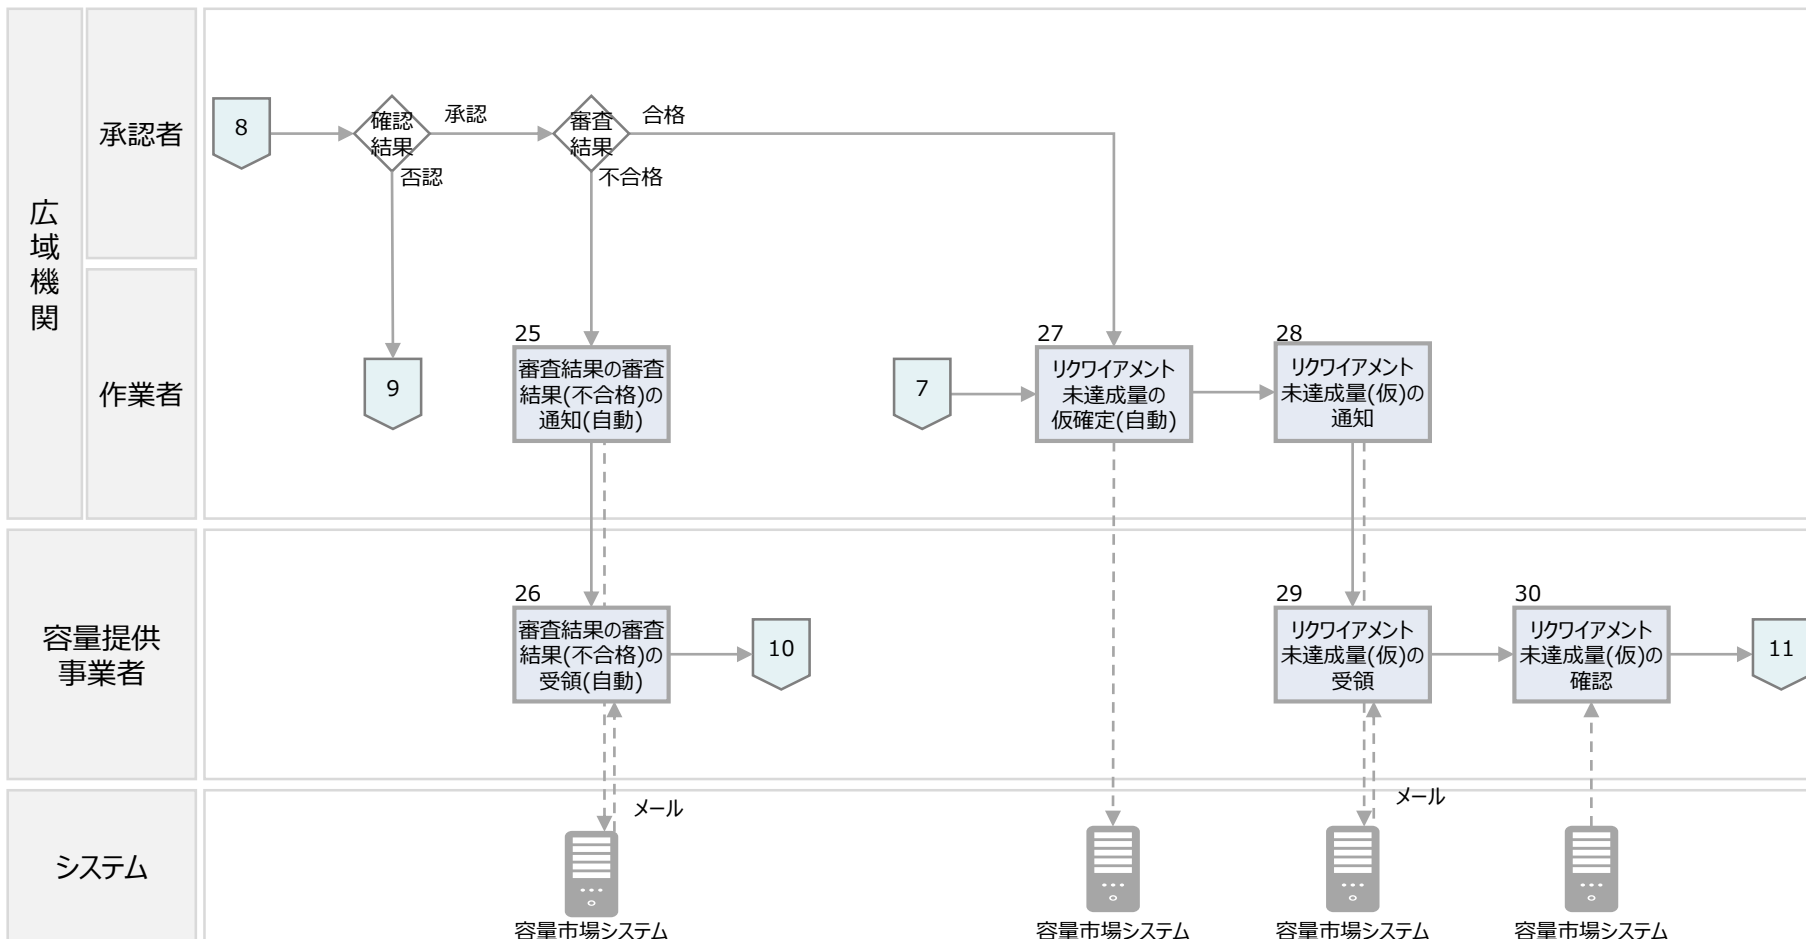 広
域
機
関
承認者
8
確認
結果
承認
否認
審査
結果
合格
不合格
作業者
9
25
審査結果の審査
結果(不合格)の
通知(自動)
7
27
リクワイアメント
未達成量の
仮確定(自動)
28
リクワイアメント
未達成量(仮)の
通知
容量提供
事業者
26
審査結果の審査
結果(不合格)の
受領(自動)
10
29
リクワイアメント
未達成量(仮)の
受領
30
リクワイアメント
未達成量(仮)の
確認
11
システム
メール
メール
容量市場システム
容量市場システム
容量市場システム
容量市場システム